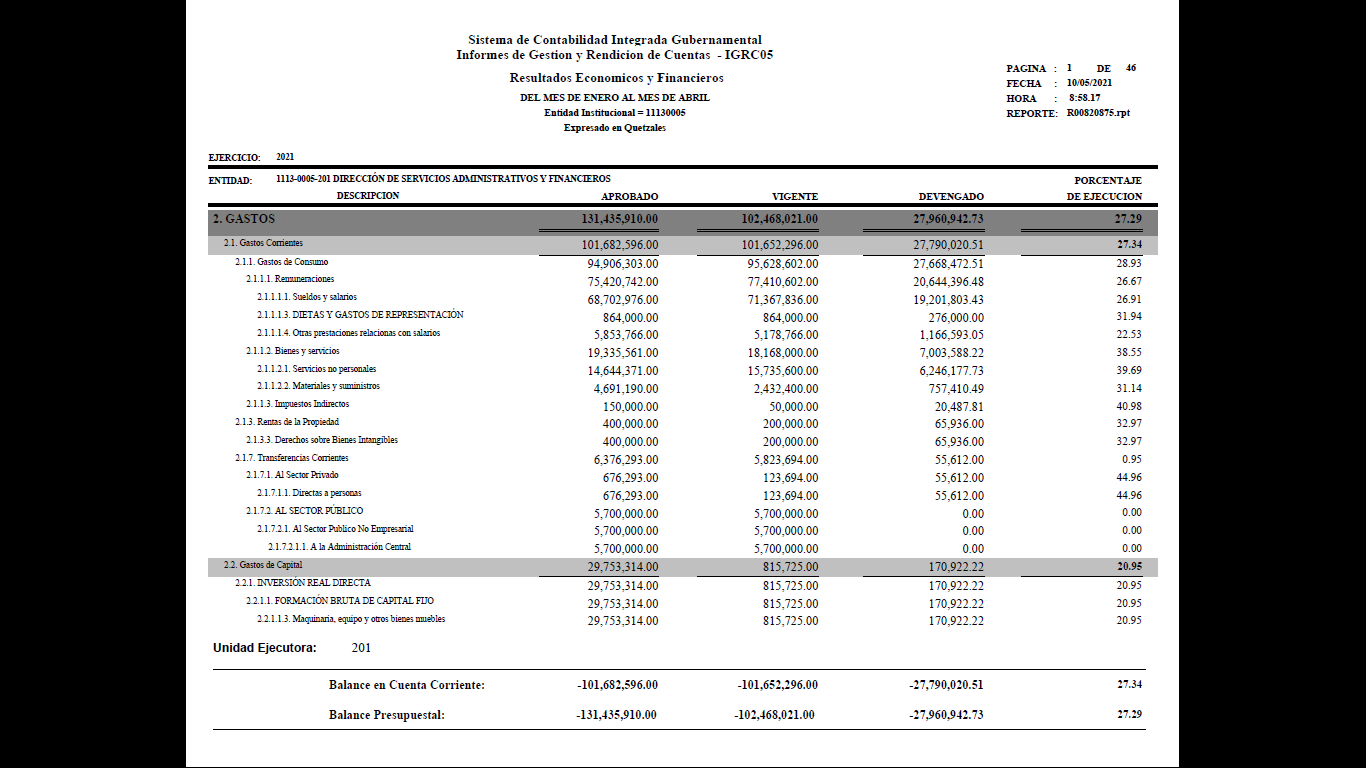 Sistema de Contabilidad Integrada Gubernamental
Informes de Gestion y Rendicion de Cuentas - IGRC05
Resultados Economicos y Financieros
DEL MES DE ENERO AL MES DE ABRIL
Entidad Institucional = 11130005
Expresado en Quetzales
PAGINA : 1 DE 46
FECHA : 10/05/2021
HORA : 8:58.17
REPORTE: R00820875.rpt
EJERCICIO: 2021
ENTIDAD: 1113-0005-201 DIRECCIÓN DE SERVICIOS ADMINISTRATIVOS Y FINANCIEROS
DESCRIPCION APROBADO VIGENTE DEVENGADO PORCENTAJE DE EJECUCION
2. GASTOS 131,435,910.00 102,468,021.00 27,960,942.73 27.29
2.1. Gastos Corrientes 101,682,596.00 101,652,296.00 27,790,020.51 27.34
2.1.1. Gastos de Consumo 94,906,303.00 95,628,602.00 27,668,472.51 28.93
2.1.1.1. Remuneraciones 75,420,742.00 77,410,602.00 20,644,396.48 26.67
2.1.1.1.1. Sueldos y salarios 68,702,976.00 71,367,836.00 19,201,803.43 26.91
2.1.1.1.3. DIETAS Y GASTOS DE REPRESENTACIÓN 864,000.00 864,000.00 276,000.00 31.94
2.1.1.1.4. Otras prestaciones relacionas con salarios 5,853,766.00 5,178,766.00 1,166,593.05 22.53
2.1.1.2. Bienes y servicios 19,335,561.00 18,168,000.00 7,003,588.22 38.55
2.1.1.2.1. Servicios no personales 14,644,371.00 15,735,600.00 6,246,177.73 39.69
2.1.1.2.2. Materiales y suministros 4,691,190.00 2,432,400.00 757,410.49 31.14
2.1.1.3. Impuestos Indirectos 150,000.00 50,000.00 20,487.81 40.98
2.1.3. Rentas de la Propiedad 400,000.00 200,000.00 65,936.00 32.97
2.1.3.3. Derechos sobre Bienes Intangibles 400,000.00 200,000.00 65,936.00 32.97
2.1.7. Transferencias Corrientes 6,376,293.00 5,823,694.00 55,612.00 0.95
2.1.7.1. Al Sector Privado 676,293.00 123,694.00 55,612.00 44.96
2.1.7.1.1. Directas a personas 676,293.00 123,694.00 55,612.00 44.96
2.1.7.2. AL SECTOR PÚBLICO 5,700,000.00 5,700,000.00 0.00 0.00
2.1.7.2.1. Al Sector Publico No Empresarial 5,700,000.00 5,700,000.00 0.00 0.00
2.1.7.2.1.1. A la Administración Central 5,700,000.00 5,700,000.00 0.00 0.00
2.2. Gastos de Capital 29,753,314.00 815,725.00 170,922.22 20.95
2.2.1. INVERSIÓN REAL DIRECTA 29,753,314.00 815,725.00 170,922.22 20.95
2.2.1.1. FORMACIÓN BRUTA DE CAPITAL FIJO 29,753,314.00 815,725.00 170,922.22 20.95
2.2.1.1.3. Maquinaria, equipo y otros bienes muebles 29,753,314.00 815,725.00 170,922.22 20.95
Unidad Ejecutora: 201
Balance en Cuenta Corriente: -101,682,596.00 -101,652,296.00 -27,790,020.51 27.34
Balance Presupuestal: -131,435,910.00 -102,468,021.00 -27,960,942.73 27.29